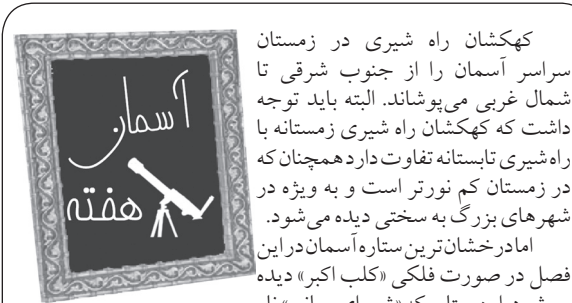 آسمان
هفته
کهکشان راه شیری در زمستان
سراسر آسمان را از جنوب شرقی تا
شمال غربی می‌پوشاند. البته باید توجه
داشت که کهکشان راه شیری زمستانه با
راه‌شیری تابستانه تفاوت دارد همچنان که
در زمستان کم نورتر است و به ویژه در
شهرهای بزرگ به سختی دیده می‌شود.
اما درخشان‌ترین ستاره آسمان در این
فصل در صورت فلکی «کلب اکبر» دیده